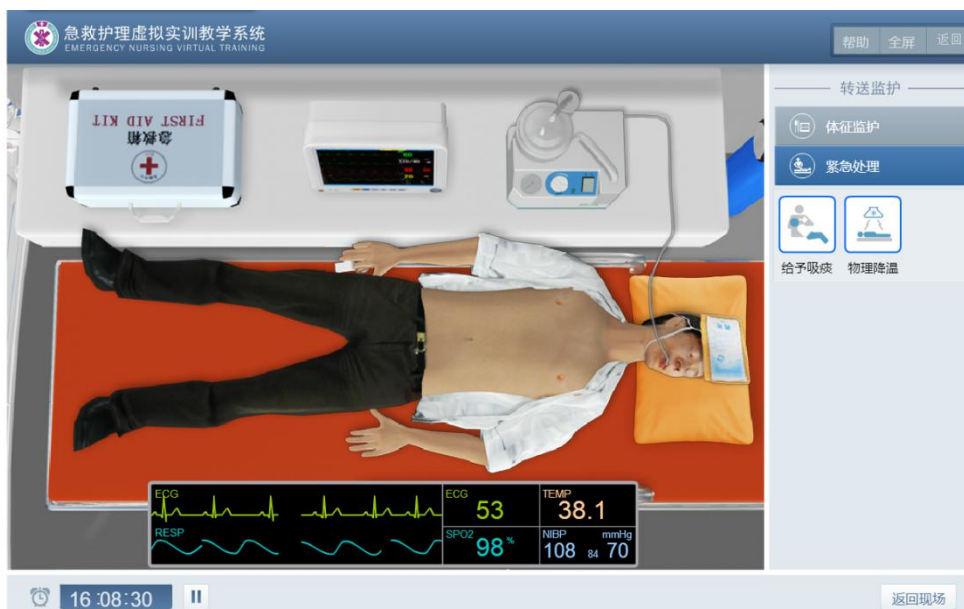 急救护理虚拟实训教学系统
EMERGENCY NURSING VIRTUAL TRAINING
帮助 全屏 返回
转送监护
体征监护
紧急处理
给予吸痰 物理降温
FIRST AID KIT
急救箱
ECG
ECG 53
TEMP 38.1
RESP
SPO2 98 %
NIBP mmHg
108 84 70
16:08:30
返回现场